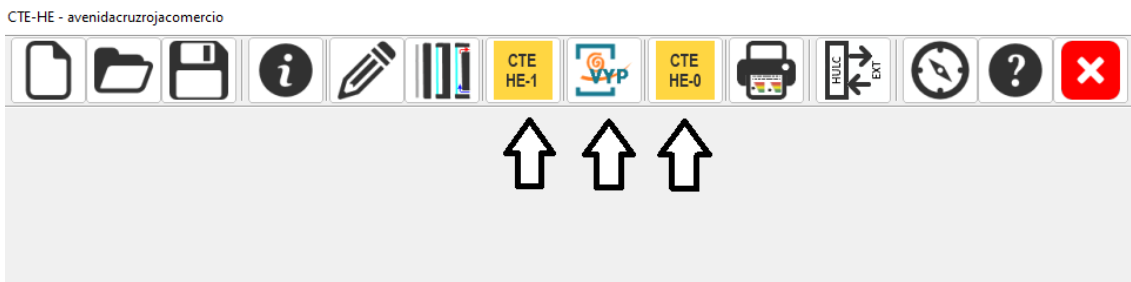 CTE-HE - avenidacruzrojacomercio
i
CTE
HE-1
VYP
CTE
HE-0
HULC
EXT
?